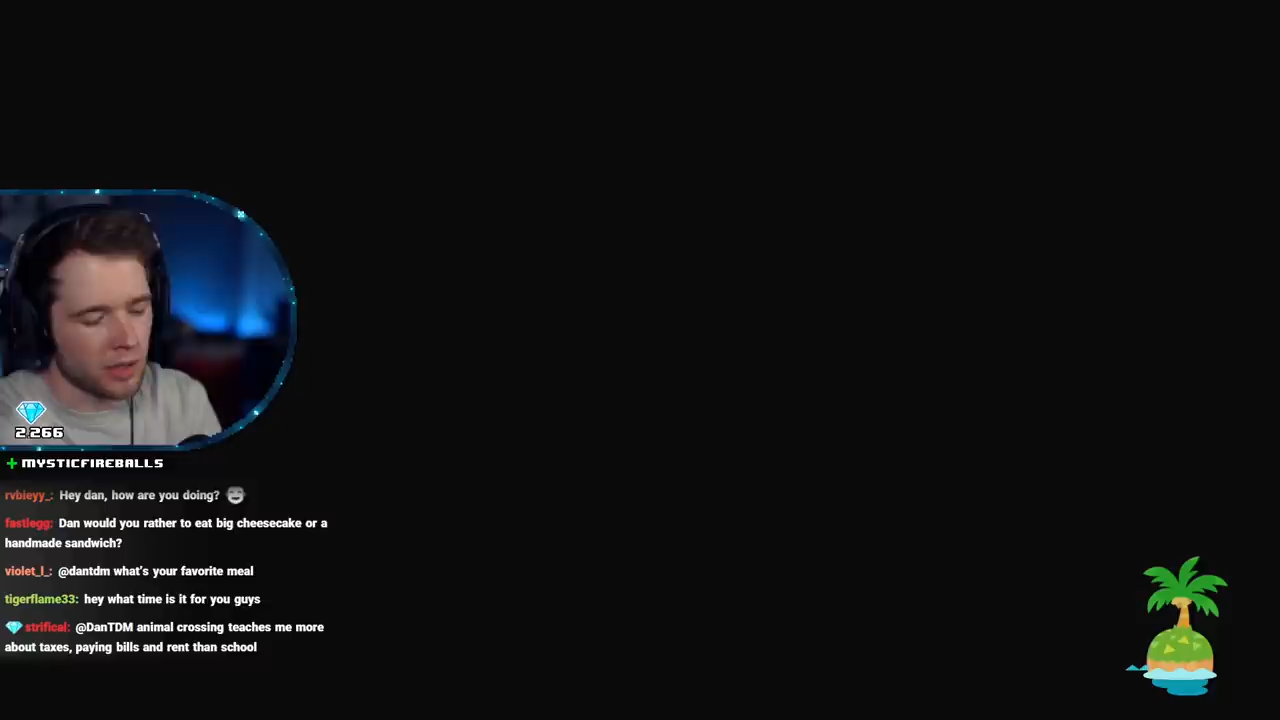 2,266
+ MYSTICFIREBALLS
rvbieyy_: Hey dan, how are you doing?
fastlegg: Dan would you rather to eat big cheesecake or a
handmade sandwich?
violet_l_: @dantdm what's your favorite meal
tigerflame33: hey what time is it for you guys
strifical: @DanTDM animal crossing teaches me more
about taxes, paying bills and rent than school